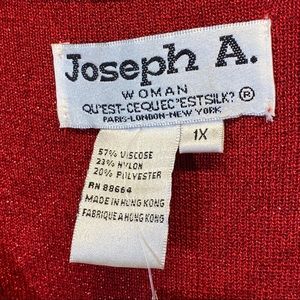 Joseph A.
WOMAN
QU'EST-CEQUEC'ESTSILK? ®
PARIS-LONDON-NEW YORK
1X
57% VISCOSE
23% NYLON
20% POLYESTER
RN 88664
MADE IN HONG KONG
FABRIQUE A HONG KONG